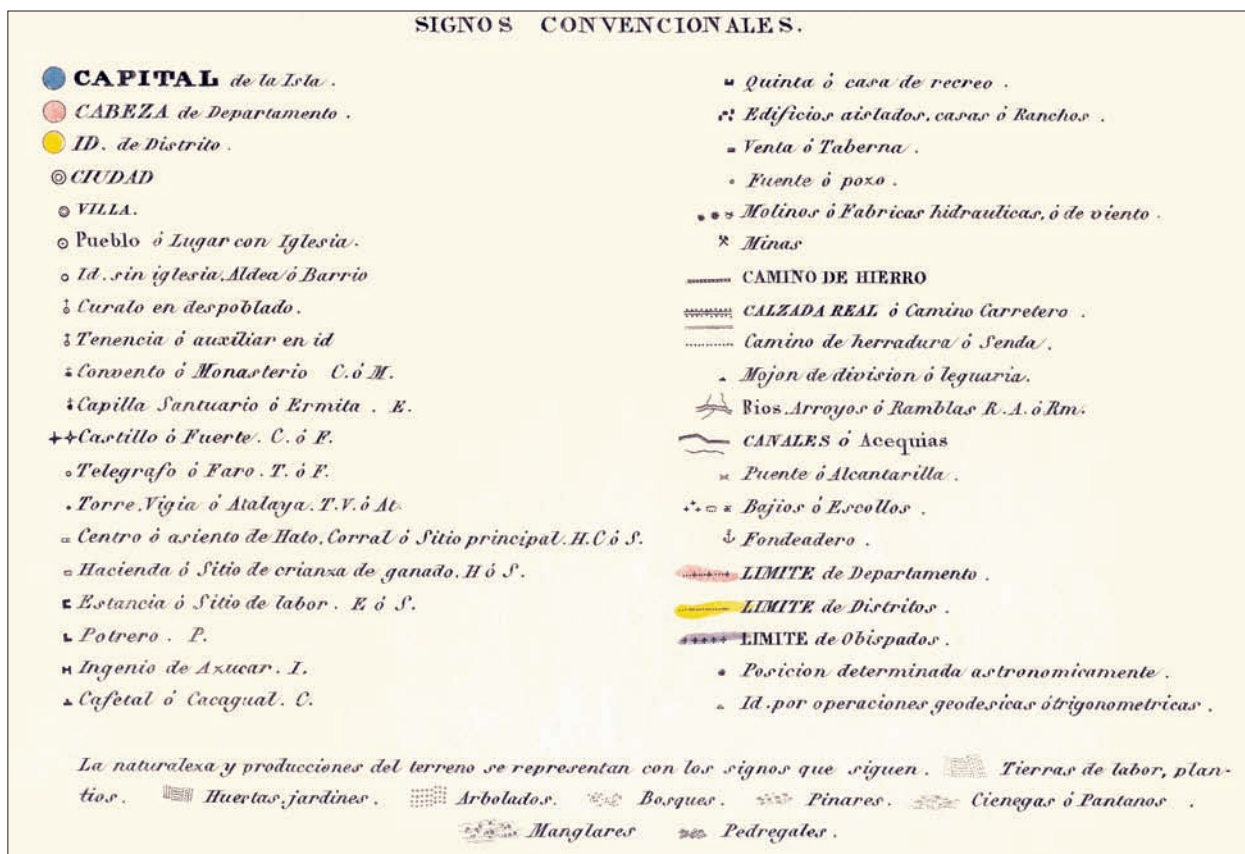 SIGNOS CONVENCIONALES.
CAPITAL de la Isla.
CABEZA de Departamento.
ID. de Distrito.
CIUDAD
VILLA.
Pueblo ó Lugar con Iglesia.
Id. sin iglesia. Aldea ó Barrio
Curato en despoblado.
Tenencia ó auxiliar en id
Convento ó Monasterio C. ó M.
Capilla Santuario ó Ermita. E.
Castillo ó Fuerte. C. ó F.
Telegrafo ó Faro. T. ó F.
Torre. Vigia ó Atalaya. T.V. ó At.
Centro ó asiento de Hato, Corral ó Sitio principal. H.C ó S.
Hacienda ó Sitio de crianza de ganado. H ó S.
Estancia ó Sitio de labor. E ó S.
Potrero. P.
Ingenio de Axucar. I.
Cafetal ó Cacagual. C.
Quinta ó casa de recreo.
Edificios aislados, casas ó Ranchos.
Venta ó Taberna.
Fuente ó poxo.
Molinos ó Fabricas hidraulicas, ó de viento.
Minas
CAMINO DE HIERRO
CALZADA REAL ó Camino Carretero.
Camino de herradura ó Senda.
Mojon de division ó leguaria.
Rios, Arroyos ó Ramblas R. A. ó Rm.
CANALES ó Acequias
Puente ó Alcantarilla.
Bajios ó Escollos.
Fondeadero.
LIMITE de Departamento.
LIMITE de Distritos.
LIMITE de Obispados.
Posicion determinada astronomicamente.
Id. por operaciones geodesicas ó trigonometricas.
La naturalexa y producciones del terreno se representan con los signos que siguen. Tierras de labor, plan-
tios. Huertas, jardines. Arbolados. Bosques. Pinares. Cienegas ó Pantanos.
Manglares Pedregales.